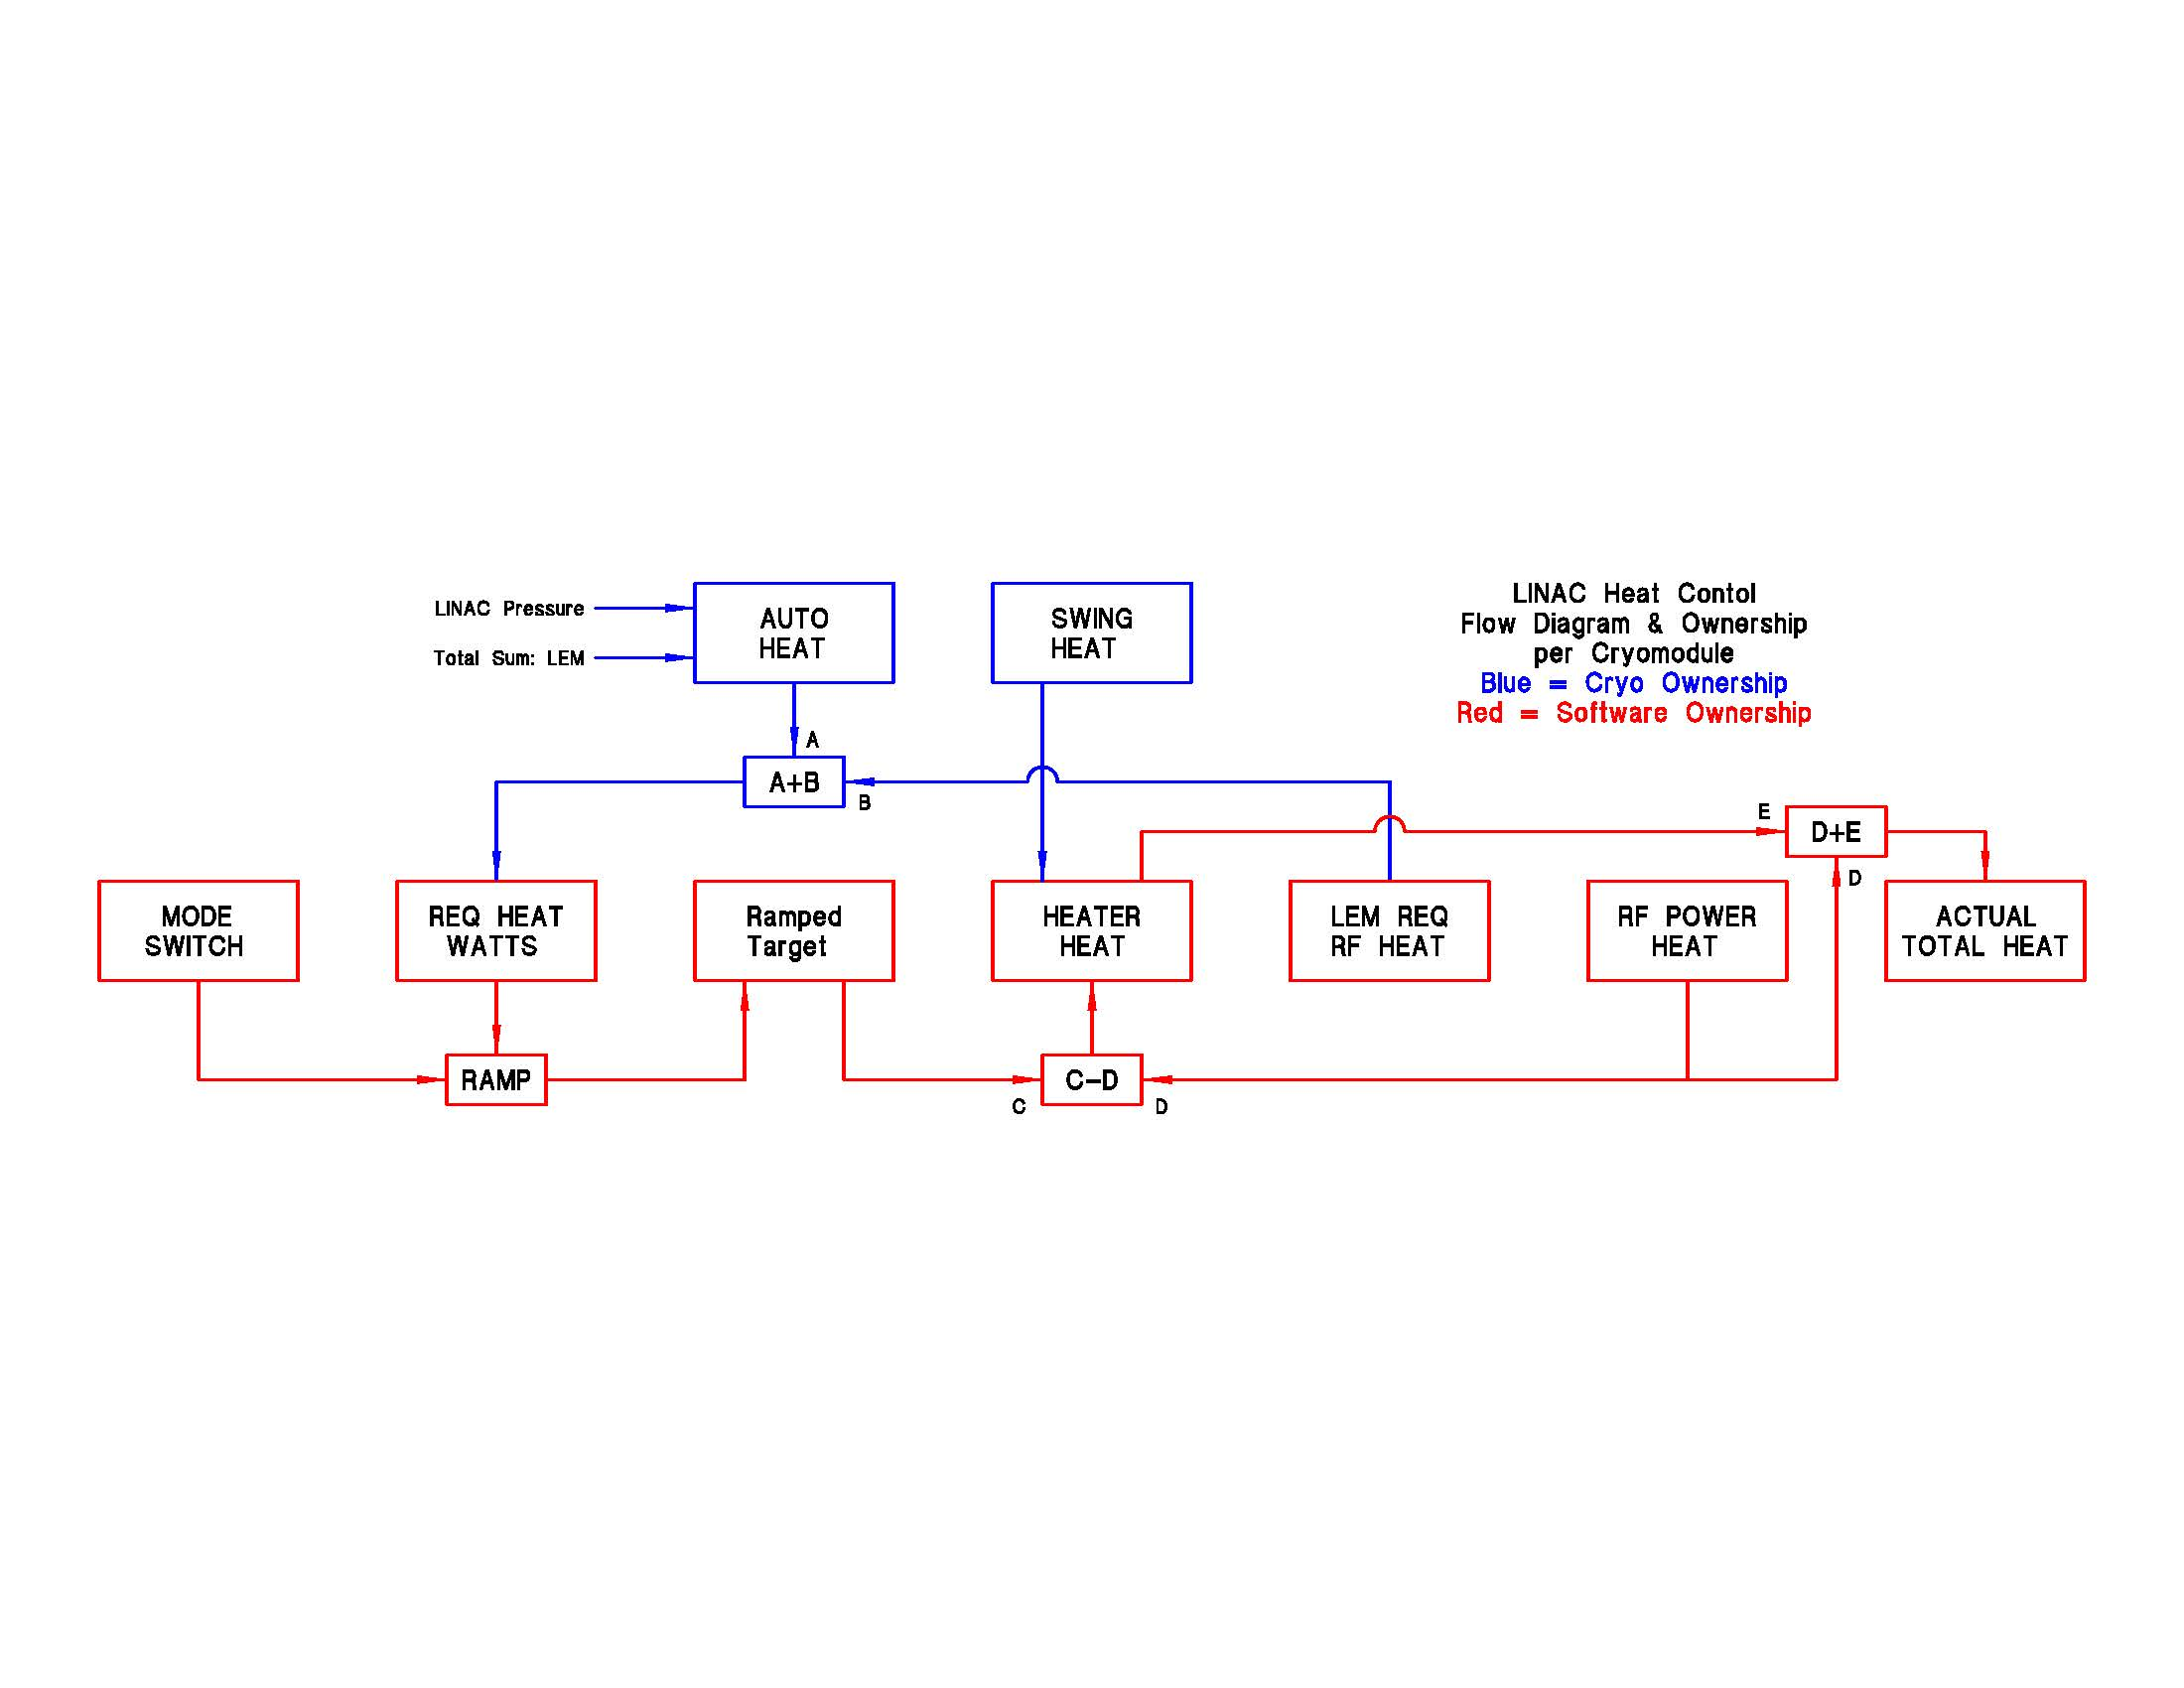 LINAC Heat Contol
Flow Diagram & Ownership
per Cryomodule
Blue = Cryo Ownership
Red = Software Ownership
LINAC Pressure
Total Sum: LEM
AUTO
HEAT
SWING
HEAT
A
A+B
B
E
D+E
D
MODE
SWITCH
REQ HEAT
WATTS
Ramped
Target
HEATER
HEAT
LEM REQ
RF HEAT
RF POWER
HEAT
ACTUAL
TOTAL HEAT
RAMP
C-D
C
D